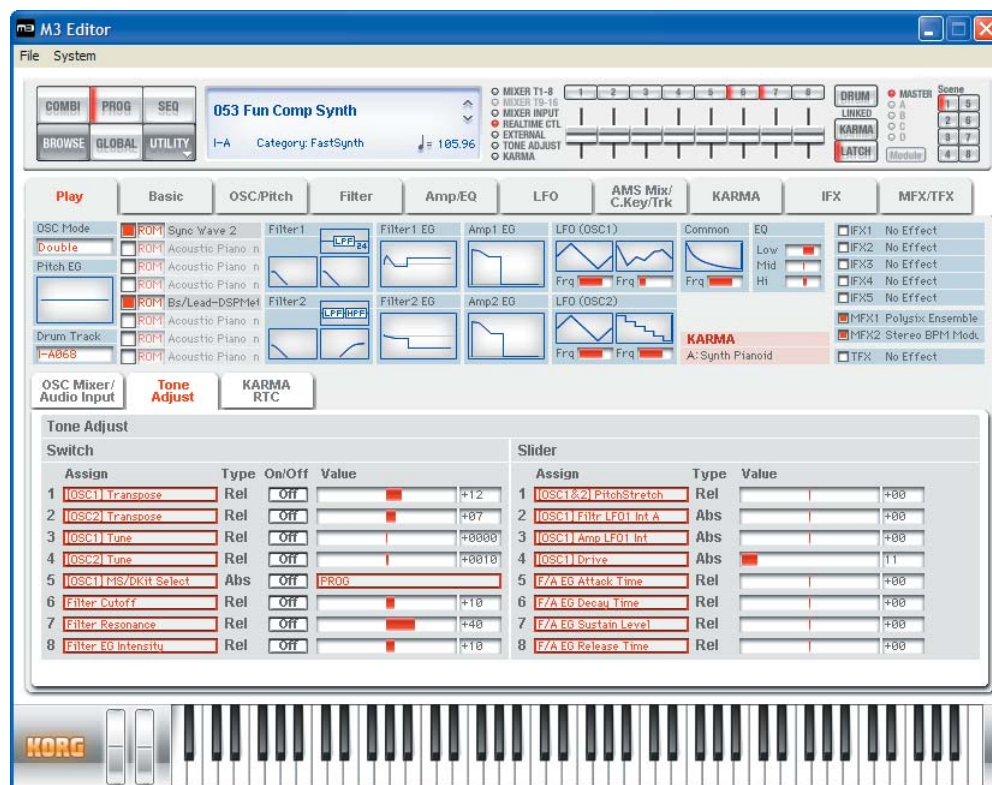 M3 Editor
File System
COMBI PROG SEQ
BROWSE GLOBAL UTILITY
053 Fun Comp Synth
I-A Category: FastSynth ♩= 105.96
MIXER T1-8
MIXER T9-16
MIXER INPUT
REALTIME CTL
EXTERNAL
TONE ADJUST
KARMA
1 2 3 4 5 6 7 8
DRUM
LINKED
KARMA
LATCH
MASTER
A
B
C
D
Module
Scene
1 5
2 6
3 7
4 8
Play Basic OSC/Pitch Filter Amp/EQ LFO AMS Mix/ C.Key/Trk KARMA IFX MFX/TFX
OSC Mode
Double
Pitch EG
Drum Track
I-A068
ROM Sync Wave 2
ROM Acoustic Piano n
ROM Acoustic Piano n
ROM Acoustic Piano n
ROM Bs/Lead-DSPMet
ROM Acoustic Piano n
ROM Acoustic Piano n
ROM Acoustic Piano n
Filter1
LPF 24
Filter2
LPF HPF
Filter1 EG
Filter2 EG
Amp1 EG
Amp2 EG
LFO (OSC1)
Frq Frq
LFO (OSC2)
Frq Frq
Common
Frq
EQ
Low
Mid
Hi
KARMA
A: Synth Pianoid
IFX1 No Effect
IFX2 No Effect
IFX3 No Effect
IFX4 No Effect
IFX5 No Effect
MFX1 Polysix Ensemble
MFX2 Stereo BPM Modu
TFX No Effect
OSC Mixer/ Audio Input
Tone Adjust
KARMA RTC
Tone Adjust
Switch
Assign Type On/Off Value
1 [OSC1] Transpose Rel Off +12
2 [OSC2] Transpose Rel Off +07
3 [OSC1] Tune Rel Off +0000
4 [OSC2] Tune Rel Off +0010
5 [OSC1] MS/DKit Select Abs Off PROG
6 Filter Cutoff Rel Off +10
7 Filter Resonance Rel Off +40
8 Filter EG Intensity Rel Off +10
Slider
Assign Type Value
1 [OSC1&2] PitchStretch Rel +00
2 [OSC1] Filtr LFO1 Int A Abs +00
3 [OSC1] Amp LFO1 Int Abs +00
4 [OSC1] Drive Abs 11
5 F/A EG Attack Time Rel +00
6 F/A EG Decay Time Rel +00
7 F/A EG Sustain Level Rel +00
8 F/A EG Release Time Rel +00
KORG